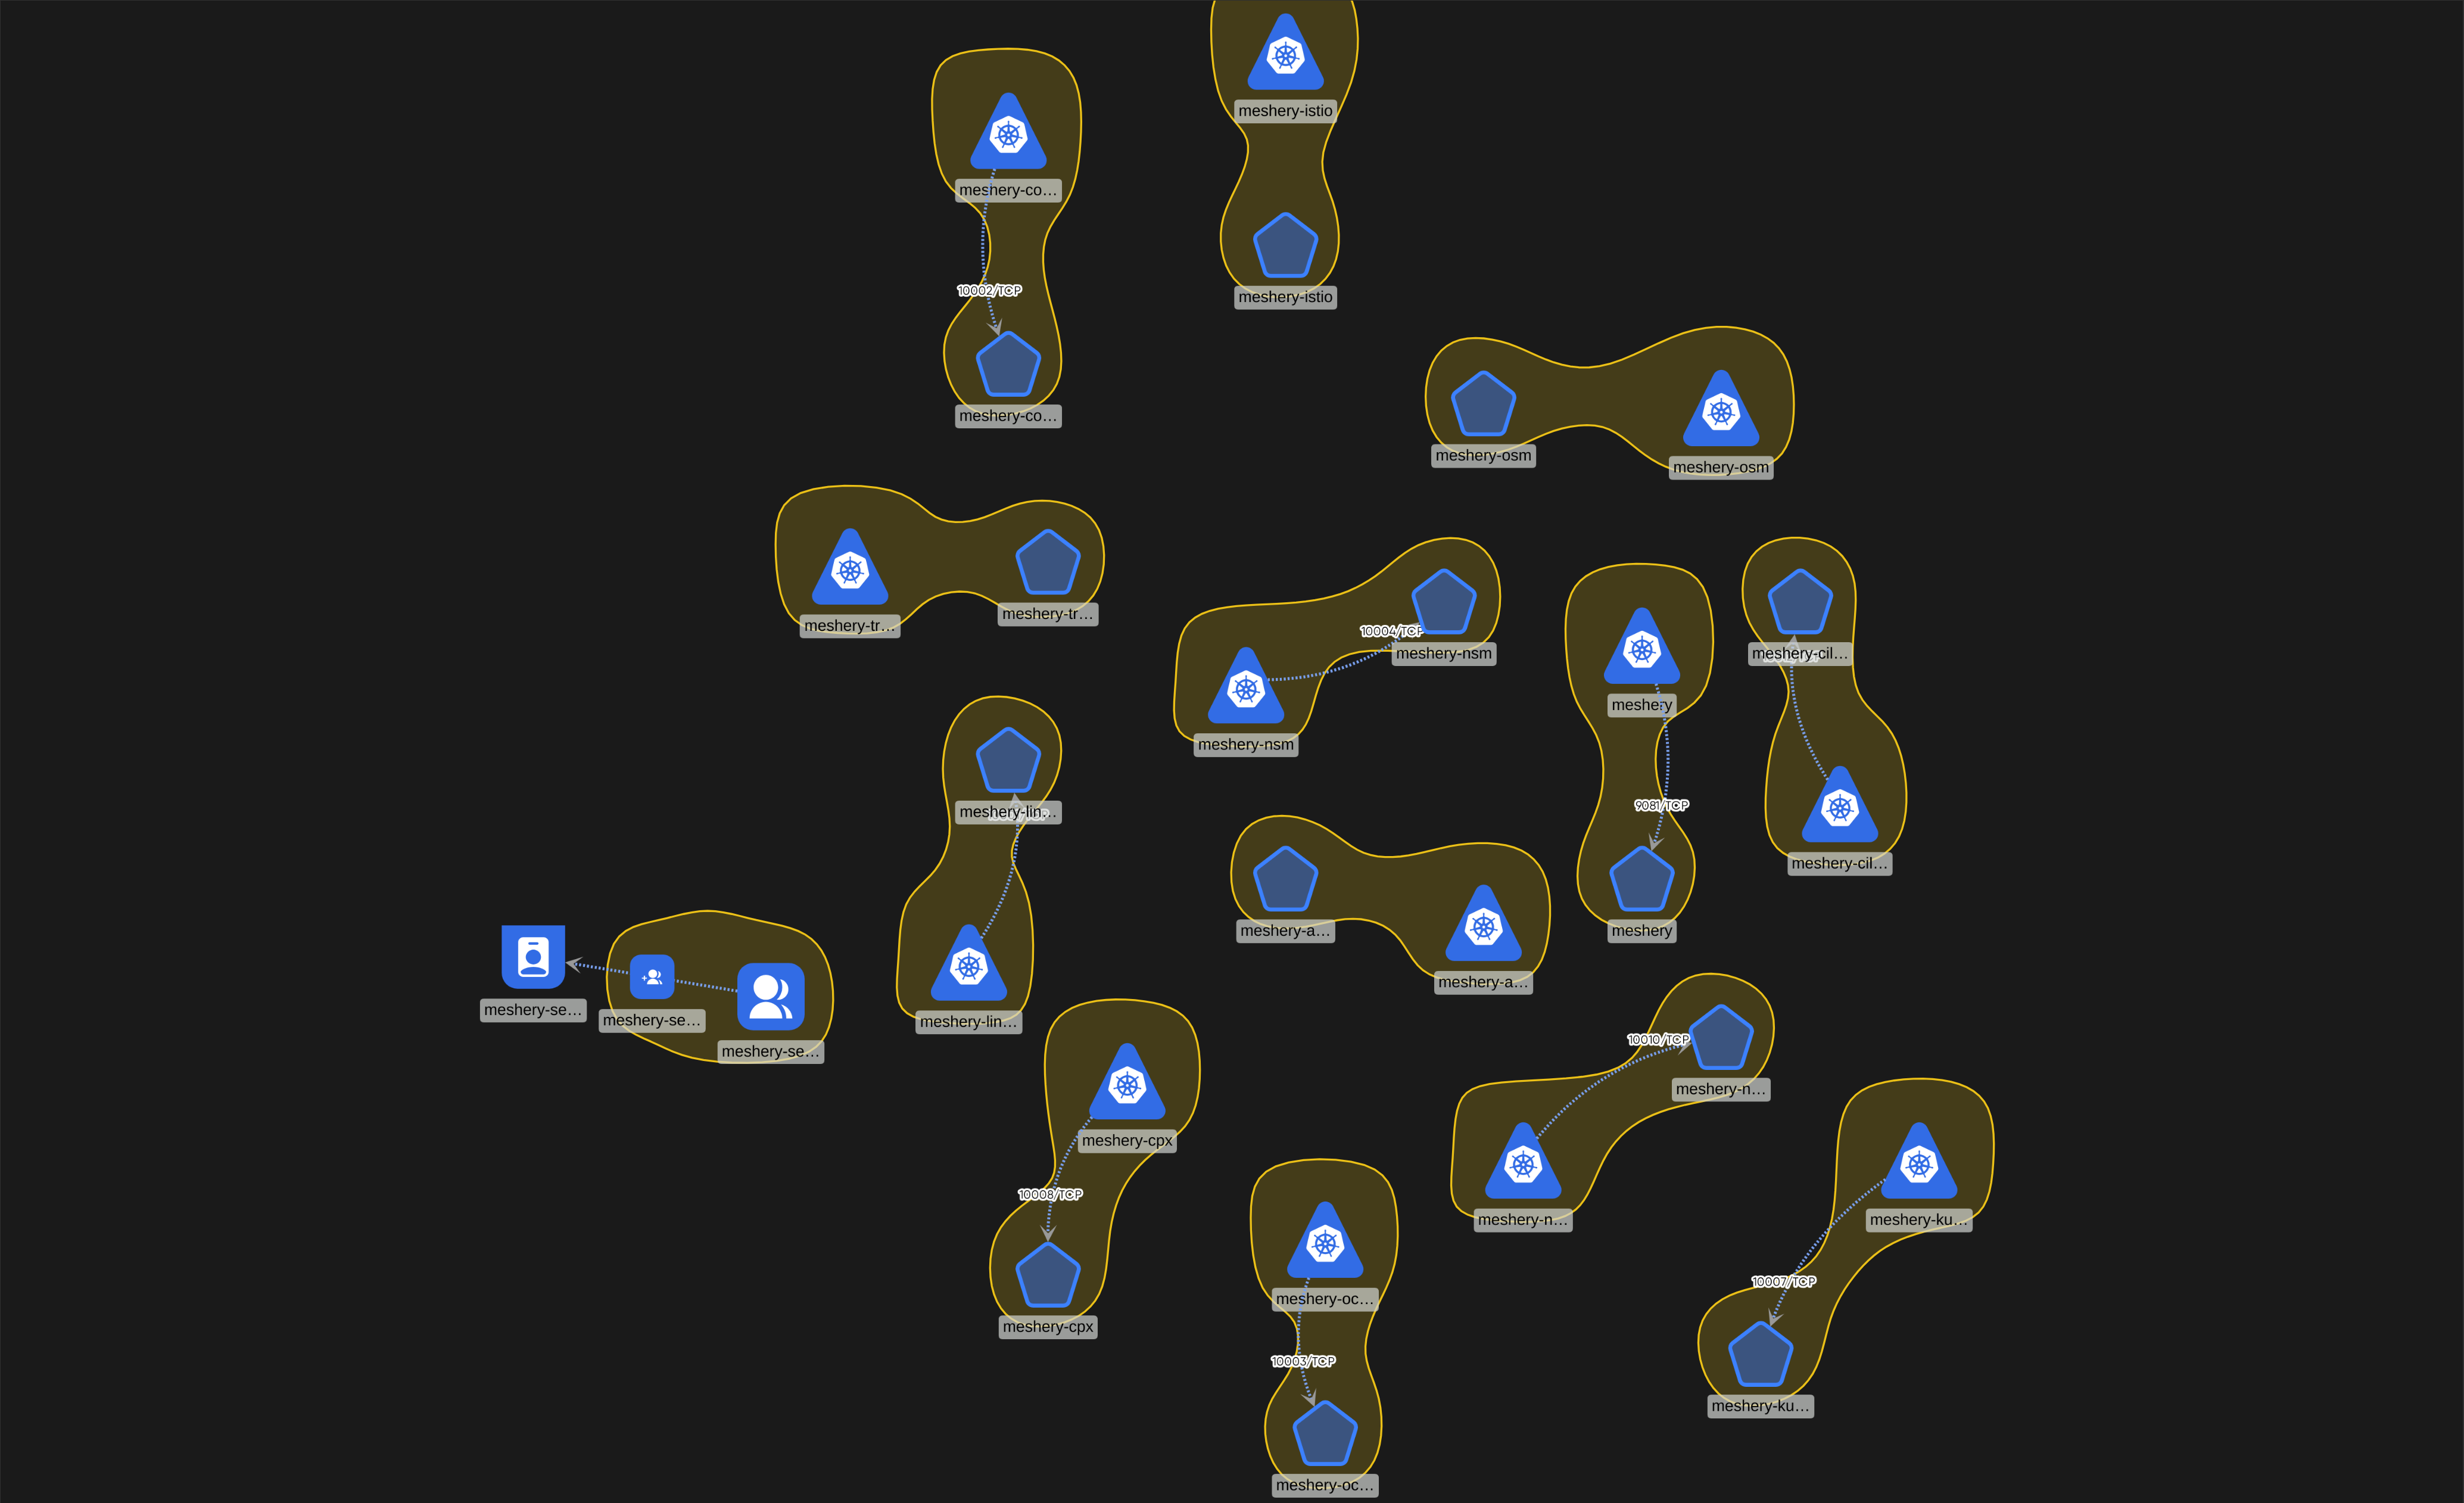 meshery-istio
meshery-co…
10002/TCP
meshery-istio
meshery-co…
meshery-osm
meshery-osm
meshery-tr…
meshery-tr…
10004/TCP
meshery-nsm
meshery-nsm
meshery
meshery-cil…
9081/TCP
meshery-cil…
meshery
meshery-lin…
meshery-lin…
meshery-a…
meshery-a…
meshery-se…
meshery-se…
meshery-se…
10010/TCP
meshery-n…
meshery-n…
meshery-cpx
10008/TCP
meshery-cpx
meshery-ku…
10007/TCP
meshery-ku…
meshery-oc…
10003/TCP
meshery-oc…